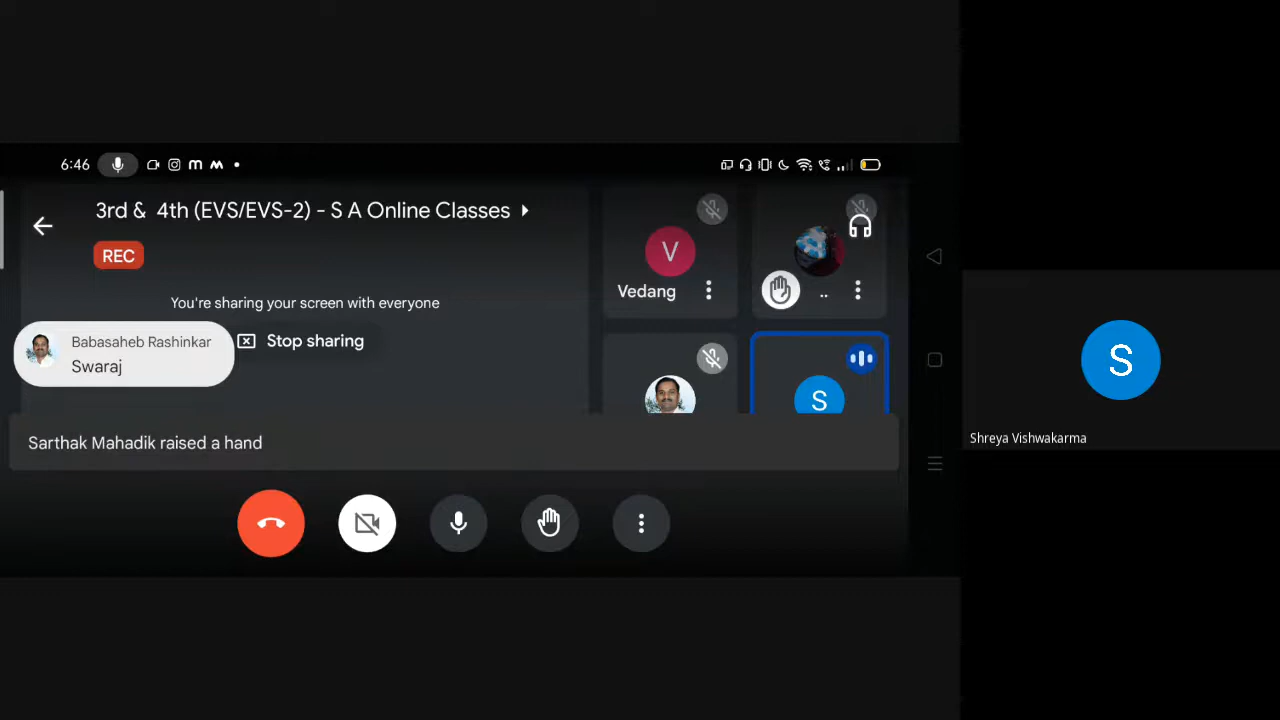 6:46
3rd & 4th (EVS/EVS-2) - S A Online Classes
REC
You're sharing your screen with everyone
Stop sharing
Babasaheb Rashinkar
Swaraj
Sarthak Mahadik raised a hand
V
Vedang
..
S
S
Shreya Vishwakarma